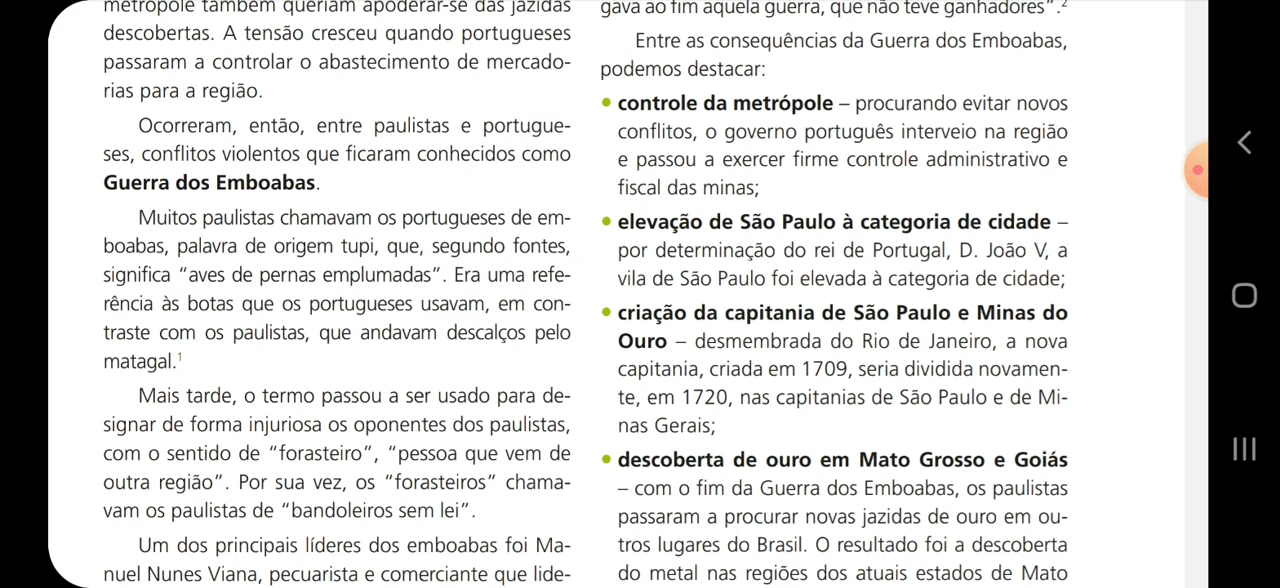 metrópole também queriam apoderar-se das jazidas
descobertas. A tensão cresceu quando portugueses
passaram a controlar o abastecimento de mercado-
rias para a região.
Ocorreram, então, entre paulistas e portugue-
ses, conflitos violentos que ficaram conhecidos como
Guerra dos Emboabas.
Muitos paulistas chamavam os portugueses de em-
boabas, palavra de origem tupi, que, segundo fontes,
significa “aves de pernas emplumadas”. Era uma refe-
rência às botas que os portugueses usavam, em con-
traste com os paulistas, que andavam descalços pelo
matagal.¹
Mais tarde, o termo passou a ser usado para de-
signar de forma injuriosa os oponentes dos paulistas,
com o sentido de “forasteiro”, “pessoa que vem de
outra região”. Por sua vez, os “forasteiros” chama-
vam os paulistas de “bandoleiros sem lei”.
Um dos principais líderes dos emboabas foi Ma-
nuel Nunes Viana, pecuarista e comerciante que lide-
gava ao fim aquela guerra, que não teve ganhadores”.²
Entre as consequências da Guerra dos Emboabas,
podemos destacar:
• controle da metrópole – procurando evitar novos
conflitos, o governo português interveio na região
e passou a exercer firme controle administrativo e
fiscal das minas;
• elevação de São Paulo à categoria de cidade –
por determinação do rei de Portugal, D. João V, a
vila de São Paulo foi elevada à categoria de cidade;
• criação da capitania de São Paulo e Minas do
Ouro – desmembrada do Rio de Janeiro, a nova
capitania, criada em 1709, seria dividida novamen-
te, em 1720, nas capitanias de São Paulo e de Mi-
nas Gerais;
• descoberta de ouro em Mato Grosso e Goiás
– com o fim da Guerra dos Emboabas, os paulistas
passaram a procurar novas jazidas de ouro em ou-
tros lugares do Brasil. O resultado foi a descoberta
do metal nas regiões dos atuais estados de Mato